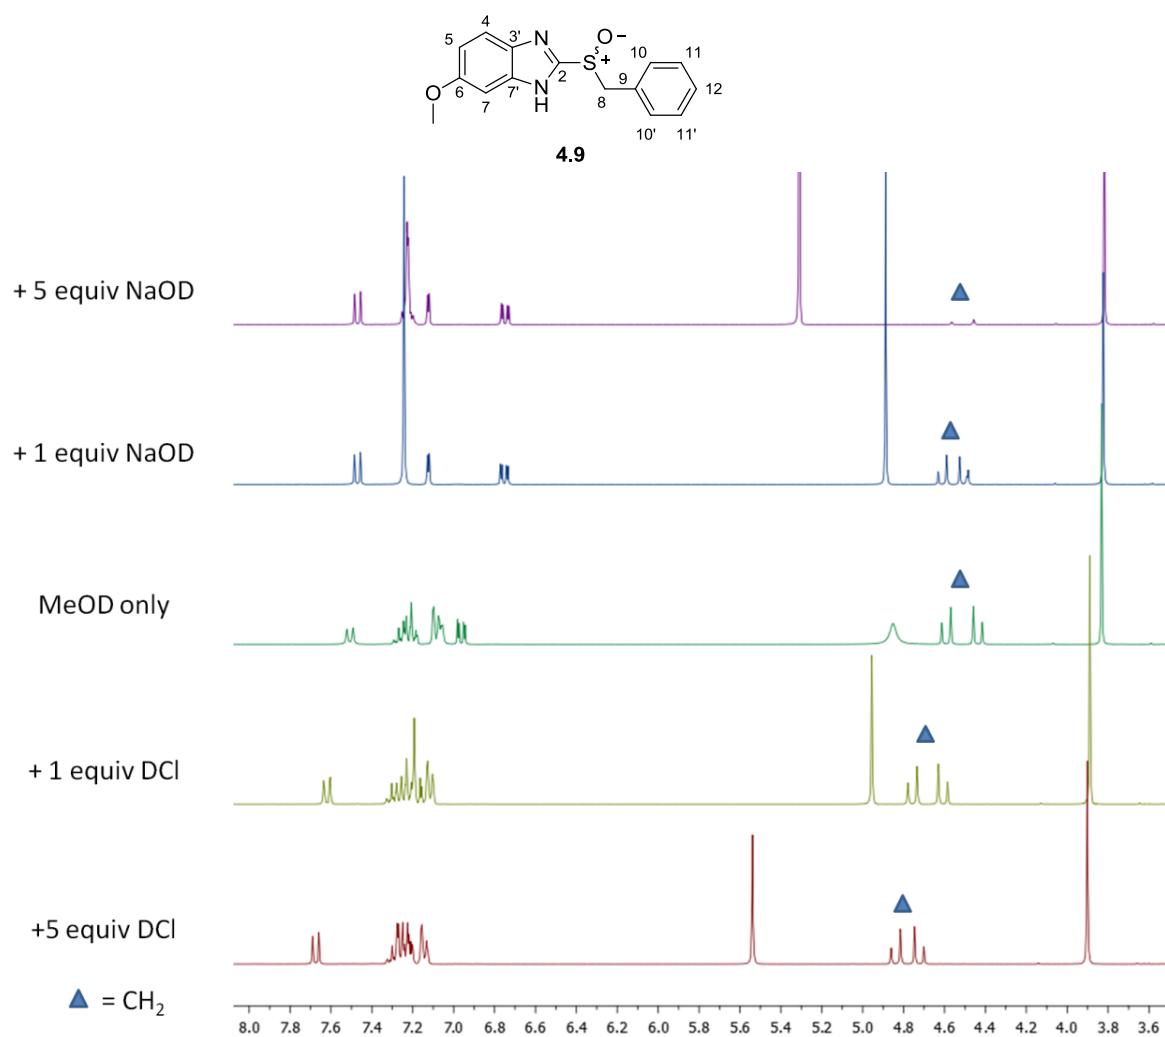 O−
4
N
10
11
5
3'
S
+
9
12
2
6
7'
8
O
7
N
H
10'
11'
4.9
+ 5 equiv NaOD
+ 1 equiv NaOD
MeOD only
+ 1 equiv DCl
+5 equiv DCl
= CH2
8.0 7.8 7.6 7.4 7.2 7.0 6.8 6.6 6.4 6.2 6.0 5.8 5.6 5.4 5.2 5.0 4.8 4.6 4.4 4.2 4.0 3.8 3.6